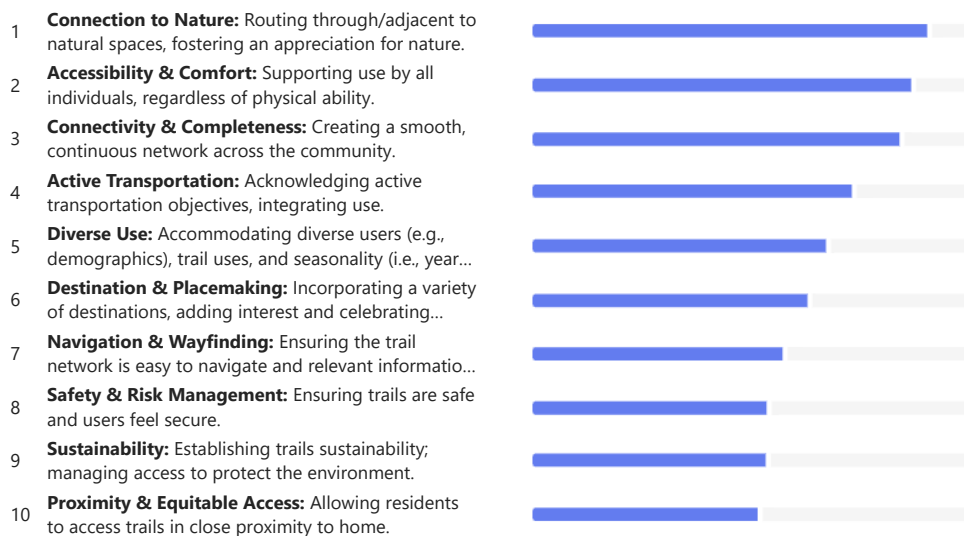 1 Connection to Nature: Routing through/adjacent to
natural spaces, fostering an appreciation for nature.
2 Accessibility & Comfort: Supporting use by all
individuals, regardless of physical ability.
3 Connectivity & Completeness: Creating a smooth,
continuous network across the community.
4 Active Transportation: Acknowledging active
transportation objectives, integrating use.
5 Diverse Use: Accommodating diverse users (e.g.,
demographics), trail uses, and seasonality (i.e., year...
6 Destination & Placemaking: Incorporating a variety
of destinations, adding interest and celebrating...
7 Navigation & Wayfinding: Ensuring the trail
network is easy to navigate and relevant informatio...
8 Safety & Risk Management: Ensuring trails are safe
and users feel secure.
9 Sustainability: Establishing trails sustainability;
managing access to protect the environment.
10 Proximity & Equitable Access: Allowing residents
to access trails in close proximity to home.